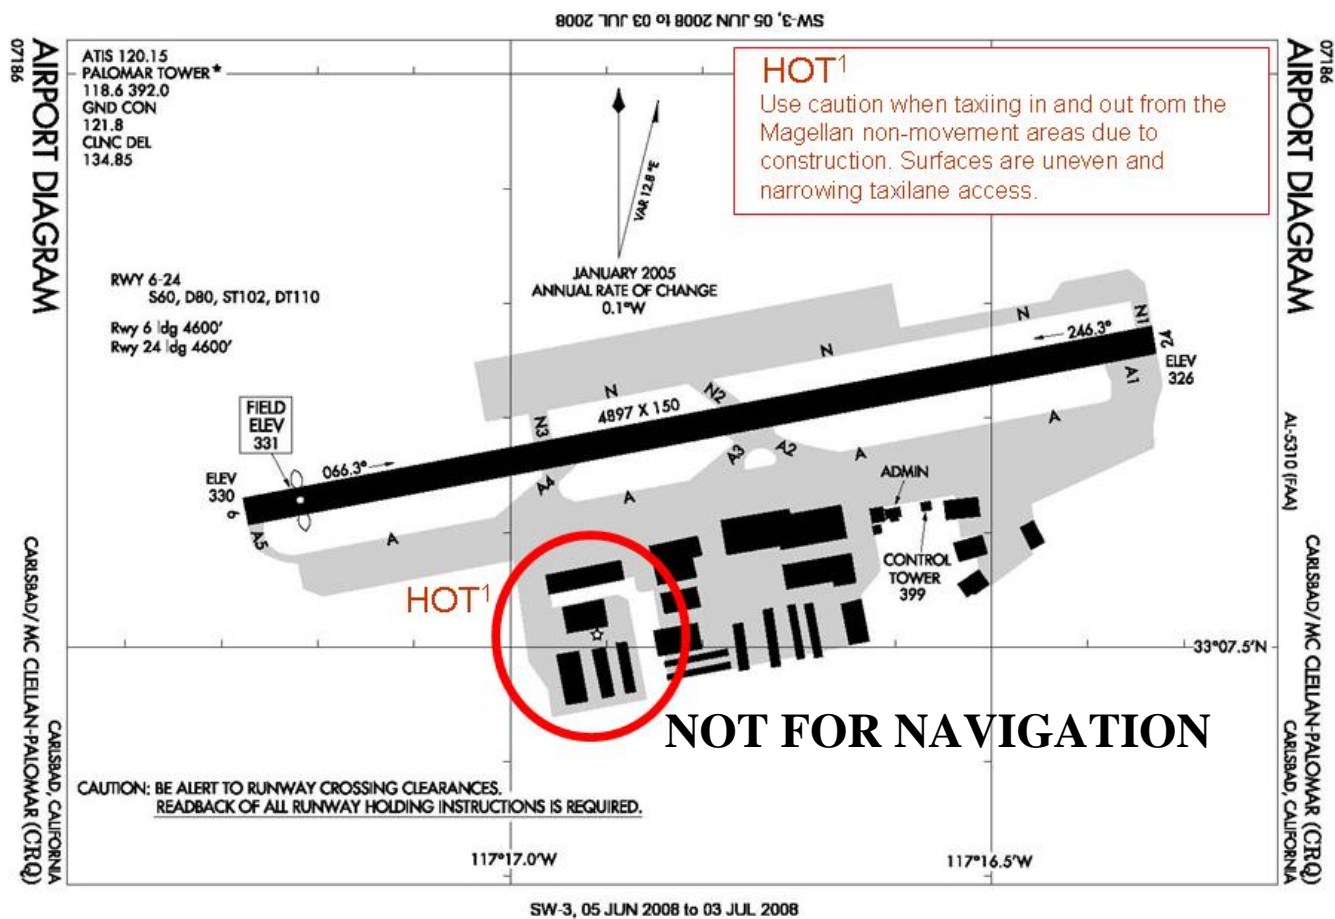 SW-3, 05 JUN 2008 to 03 JUL 2008
07186
AIRPORT DIAGRAM
AL-5310 (FAA)
CARLSBAD/MC CLELLAN-PALOMAR (CRQ)
CARLSBAD, CALIFORNIA
07186
AIRPORT DIAGRAM
CARLSBAD/MC CLELLAN-PALOMAR (CRQ)
CARLSBAD, CALIFORNIA
ATIS 120.15
PALOMAR TOWER★
118.6 392.0
GND CON
121.8
CLNC DEL
134.85
HOT¹
Use caution when taxiing in and out from the
Magellan non-movement areas due to
construction. Surfaces are uneven and
narrowing taxilane access.
VAR 12.8°E
JANUARY 2005
ANNUAL RATE OF CHANGE
0.1°W
RWY 6-24
S60, D80, ST102, DT110
Rwy 6 ldg 4600'
Rwy 24 ldg 4600'
N
N1
246.3°
24
ELEV
326
A1
N
N
N2
4897 X 150
N3
FIELD
ELEV
331
066.3°
ELEV
330
6
A5
A
A4
A
A3
A2
A
A
ADMIN
CONTROL
TOWER
399
HOT¹
33°07.5'N
NOT FOR NAVIGATION
CAUTION: BE ALERT TO RUNWAY CROSSING CLEARANCES.
READBACK OF ALL RUNWAY HOLDING INSTRUCTIONS IS REQUIRED.
117°17.0'W
117°16.5'W
SW-3, 05 JUN 2008 to 03 JUL 2008